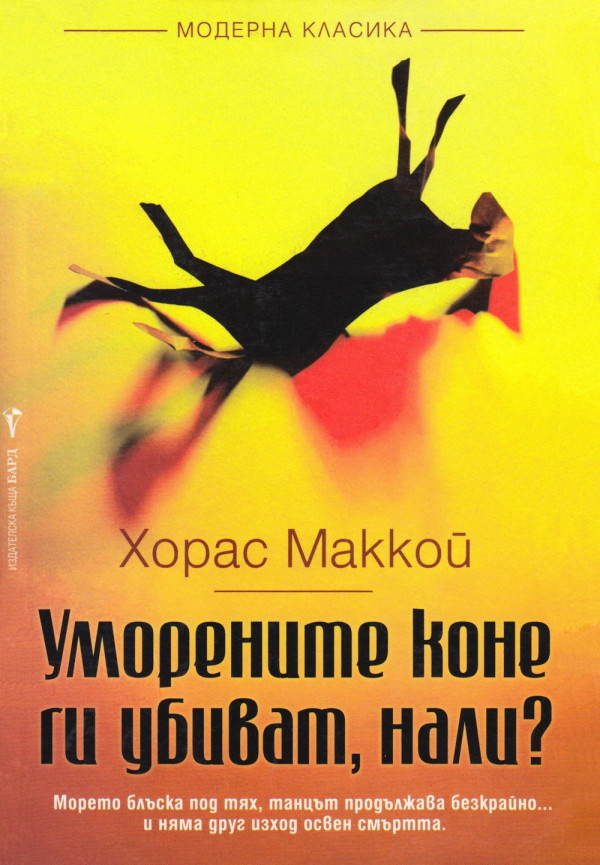 МОДЕРНА КЛАСИКА
ИЗДАТЕЛСКА КЪЩА БАРД
Хорас Маккой
Уморените коне
ги убиват, нали?
Морето блъска под тях, танцът продължава безкрайно...
и няма друг изход освен смъртта.